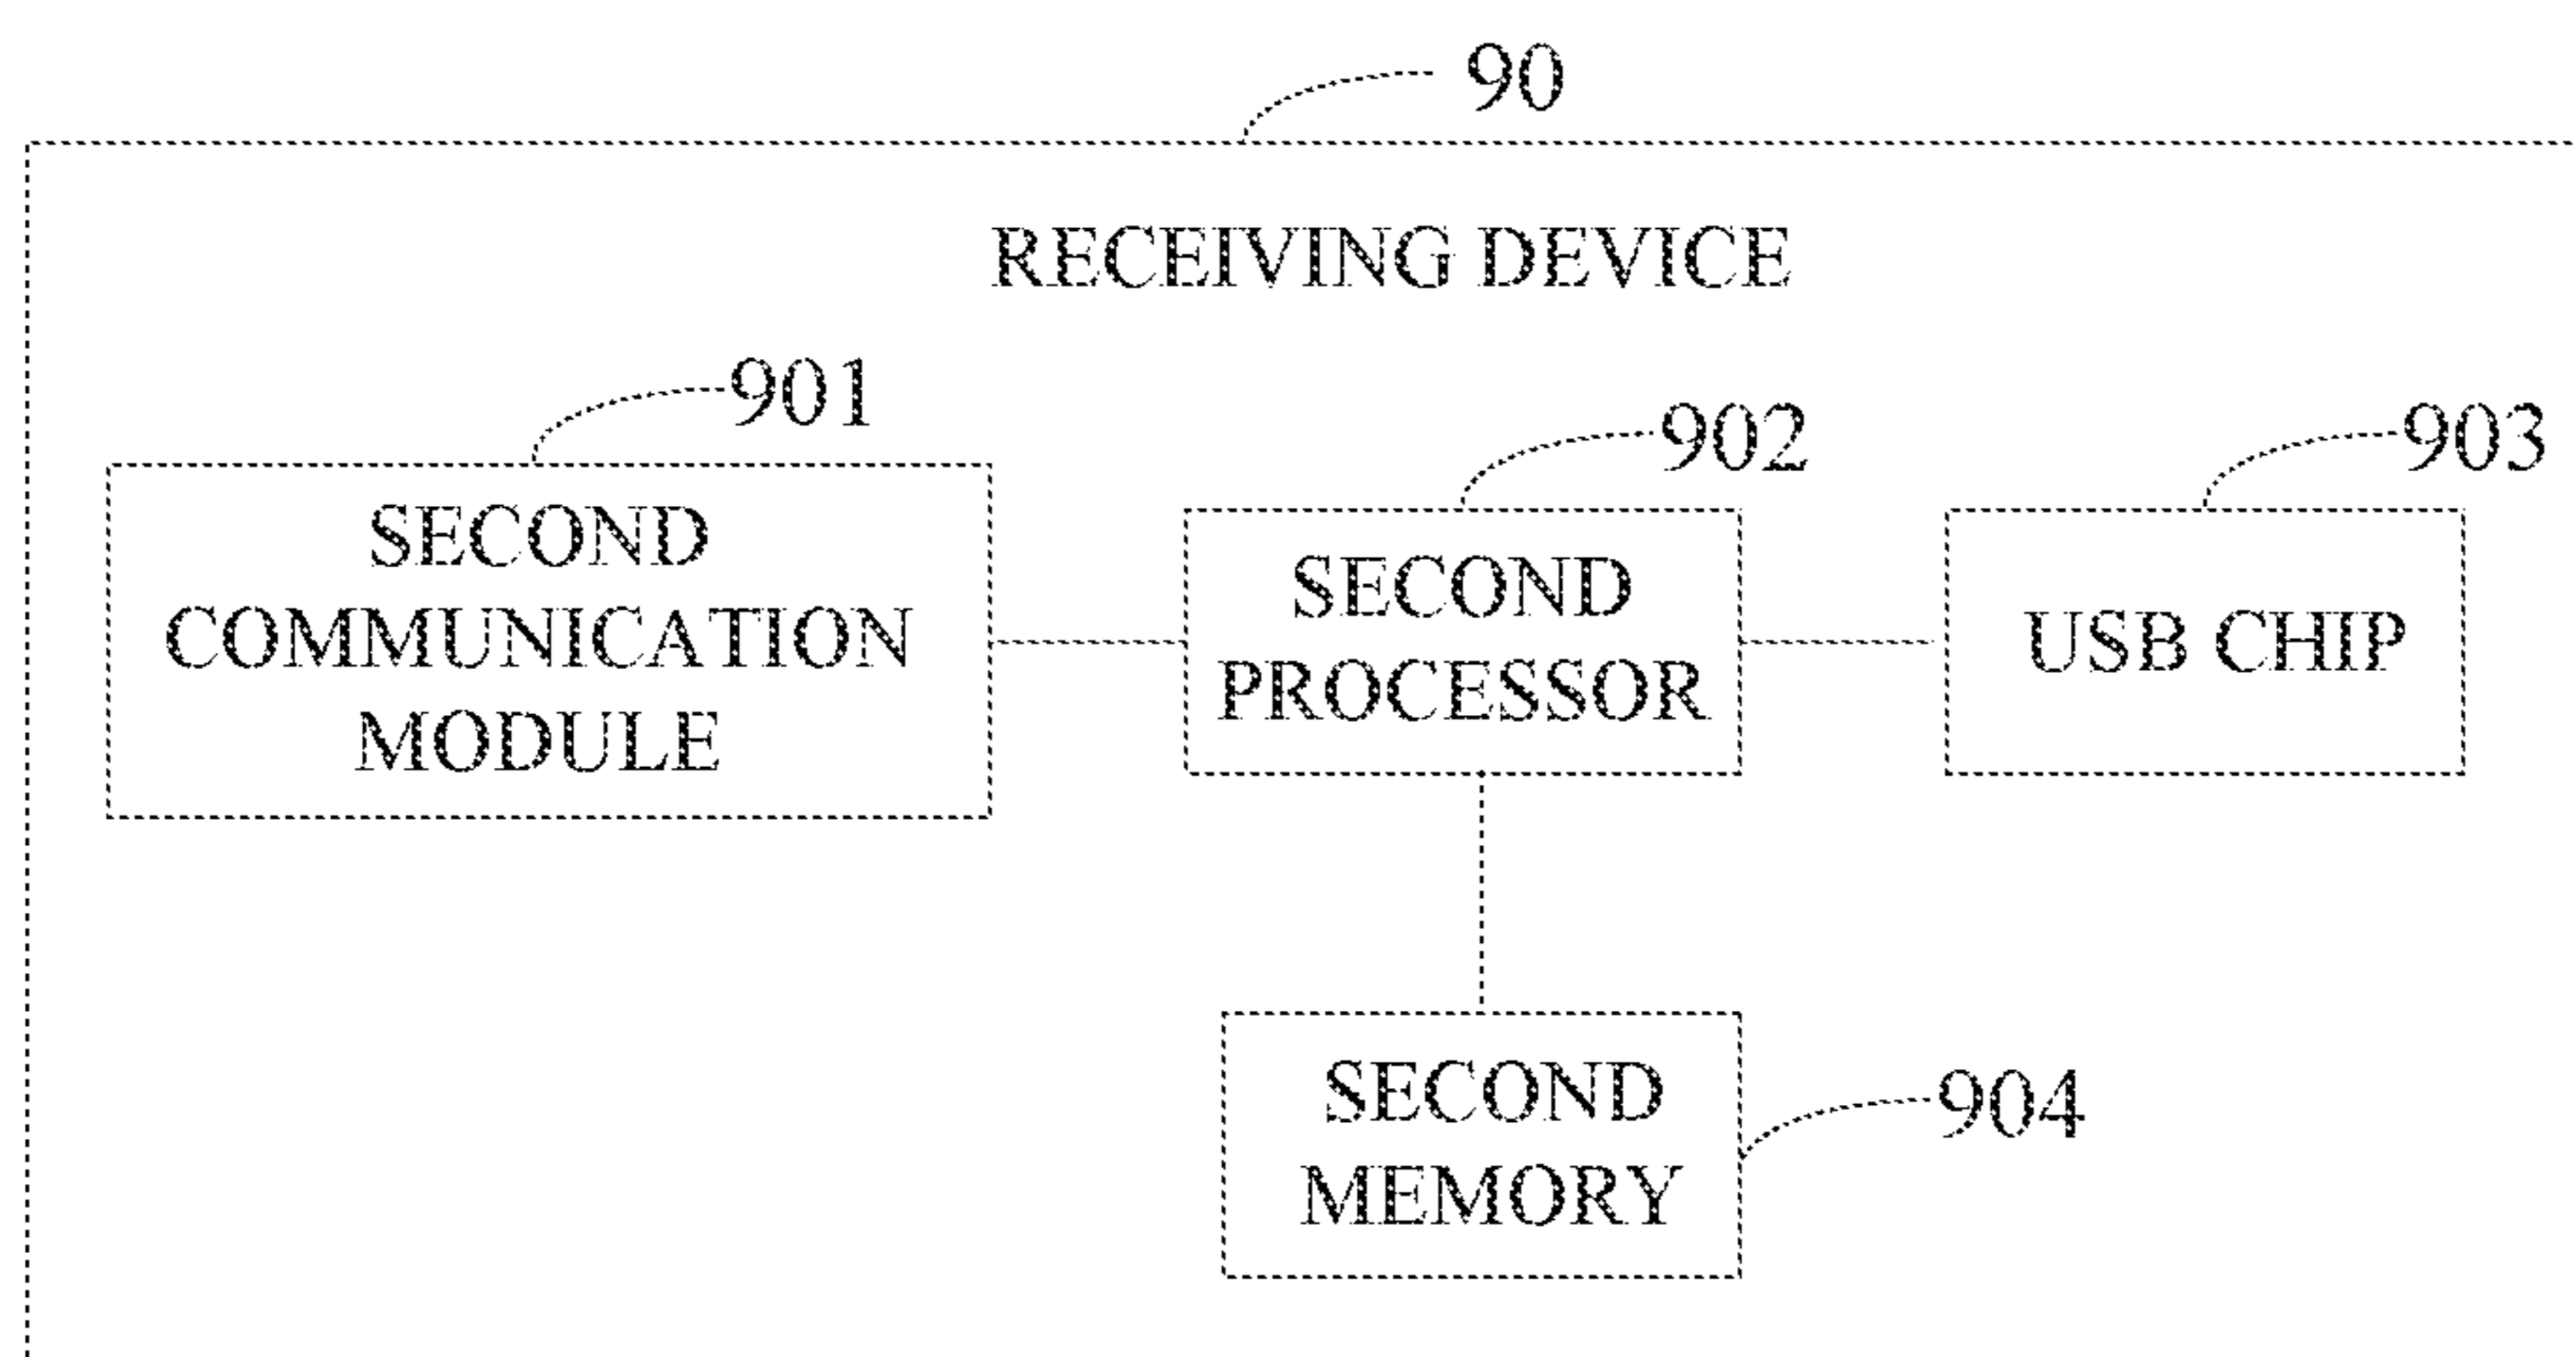 90
RECEIVING DEVICE
901
902
903
SECOND
COMMUNICATION
MODULE
SECOND
PROCESSOR
USB CHIP
SECOND
MEMORY
904